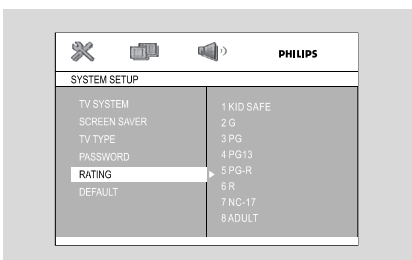 PHILIPS
SYSTEM SETUP
TV SYSTEM
SCREEN SAVER
TV TYPE
PASSWORD
RATING
DEFAULT
1 KID SAFE
2 G
3 PG
4 PG13
5 PG-R
6 R
7 NC-17
8 ADULT